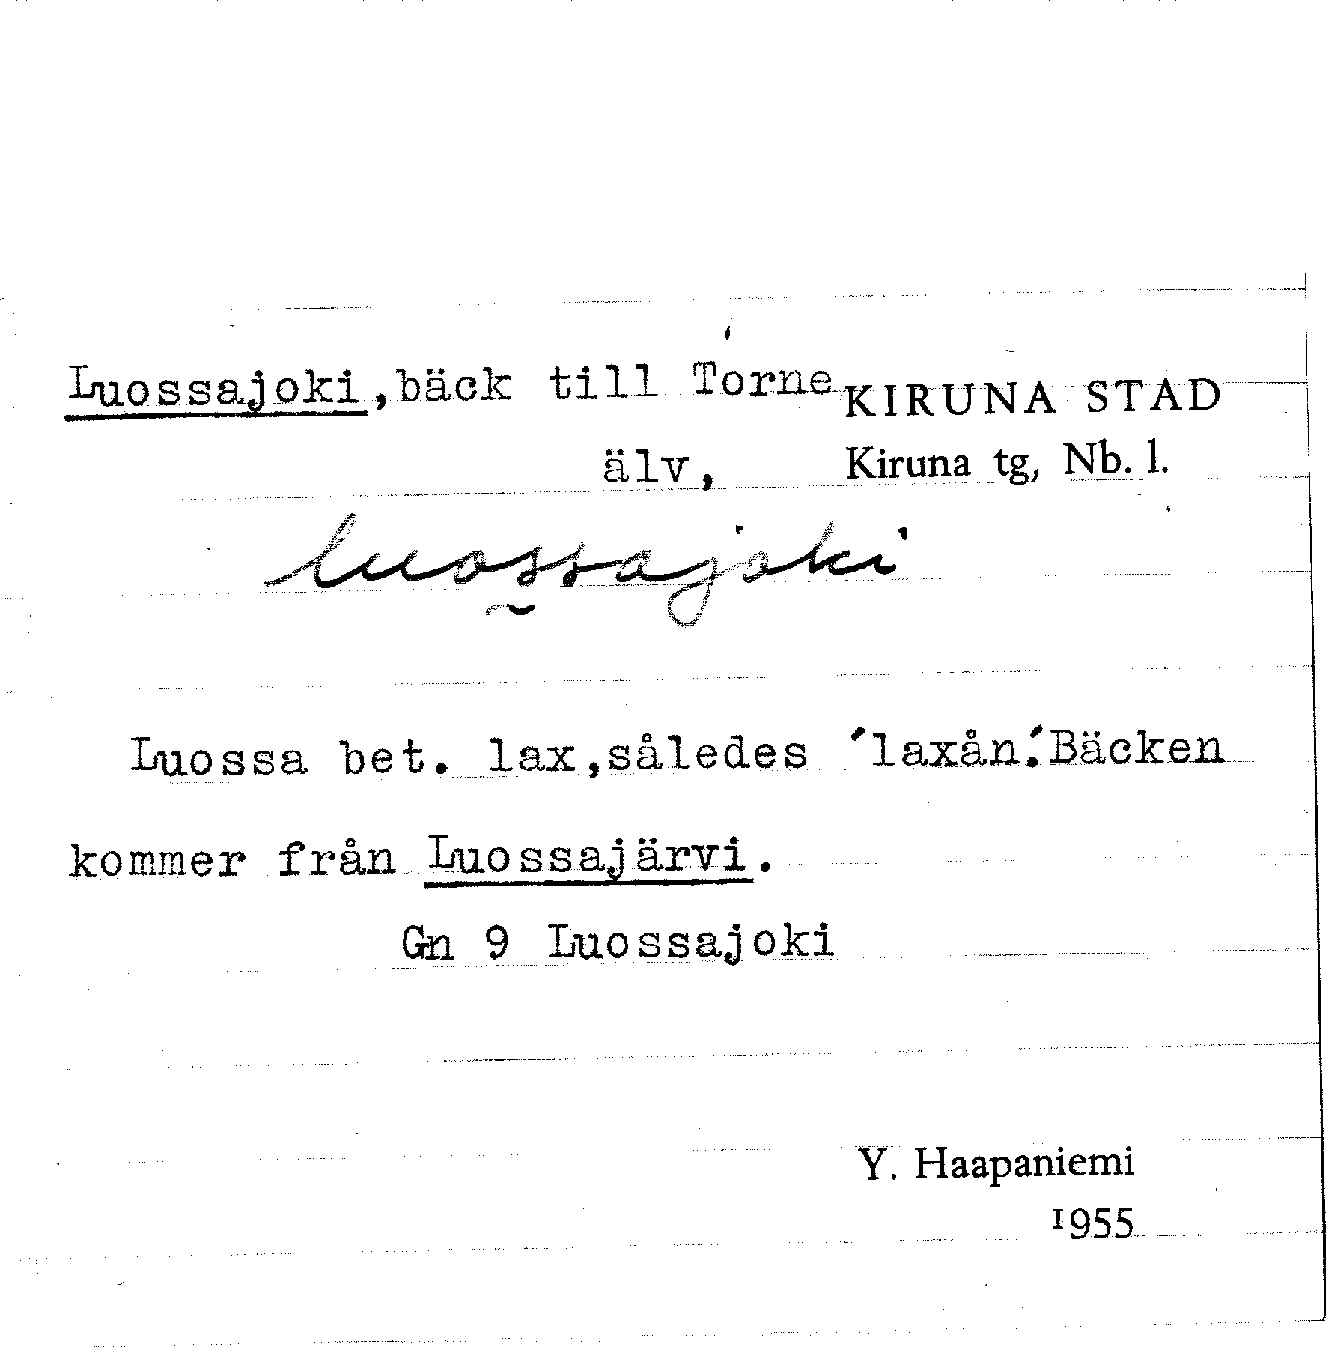 Luossajoki,bäck till Torne KIRUNA STAD
älv, Kiruna tg, Nb. l.
luossajoki
Luossa bet. lax,således 'laxån'.Bäcken
kommer från Luossajärvi.
Gn 9 Luossajoki
Y. Haapaniemi
1955